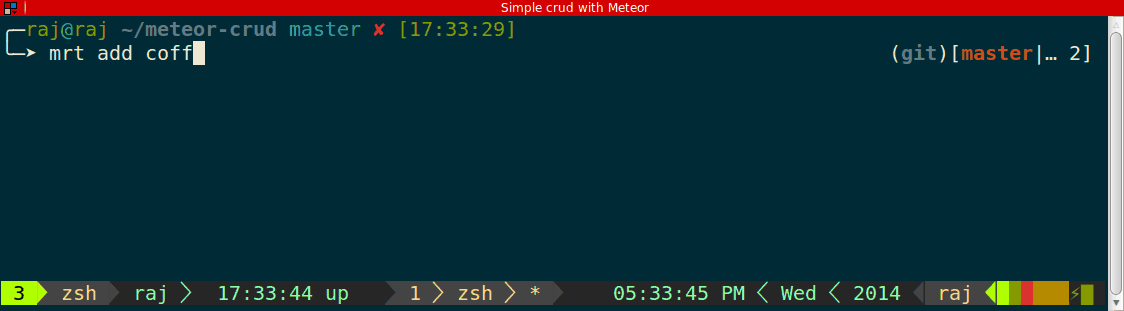 Simple crud with Meteor
raj@raj ~/meteor-crud master ✘ [17:33:29]
mrt add coff (git)[master|… 2]
3 zsh raj 17:33:44 up 1 zsh * 05:33:45 PM Wed 2014 raj